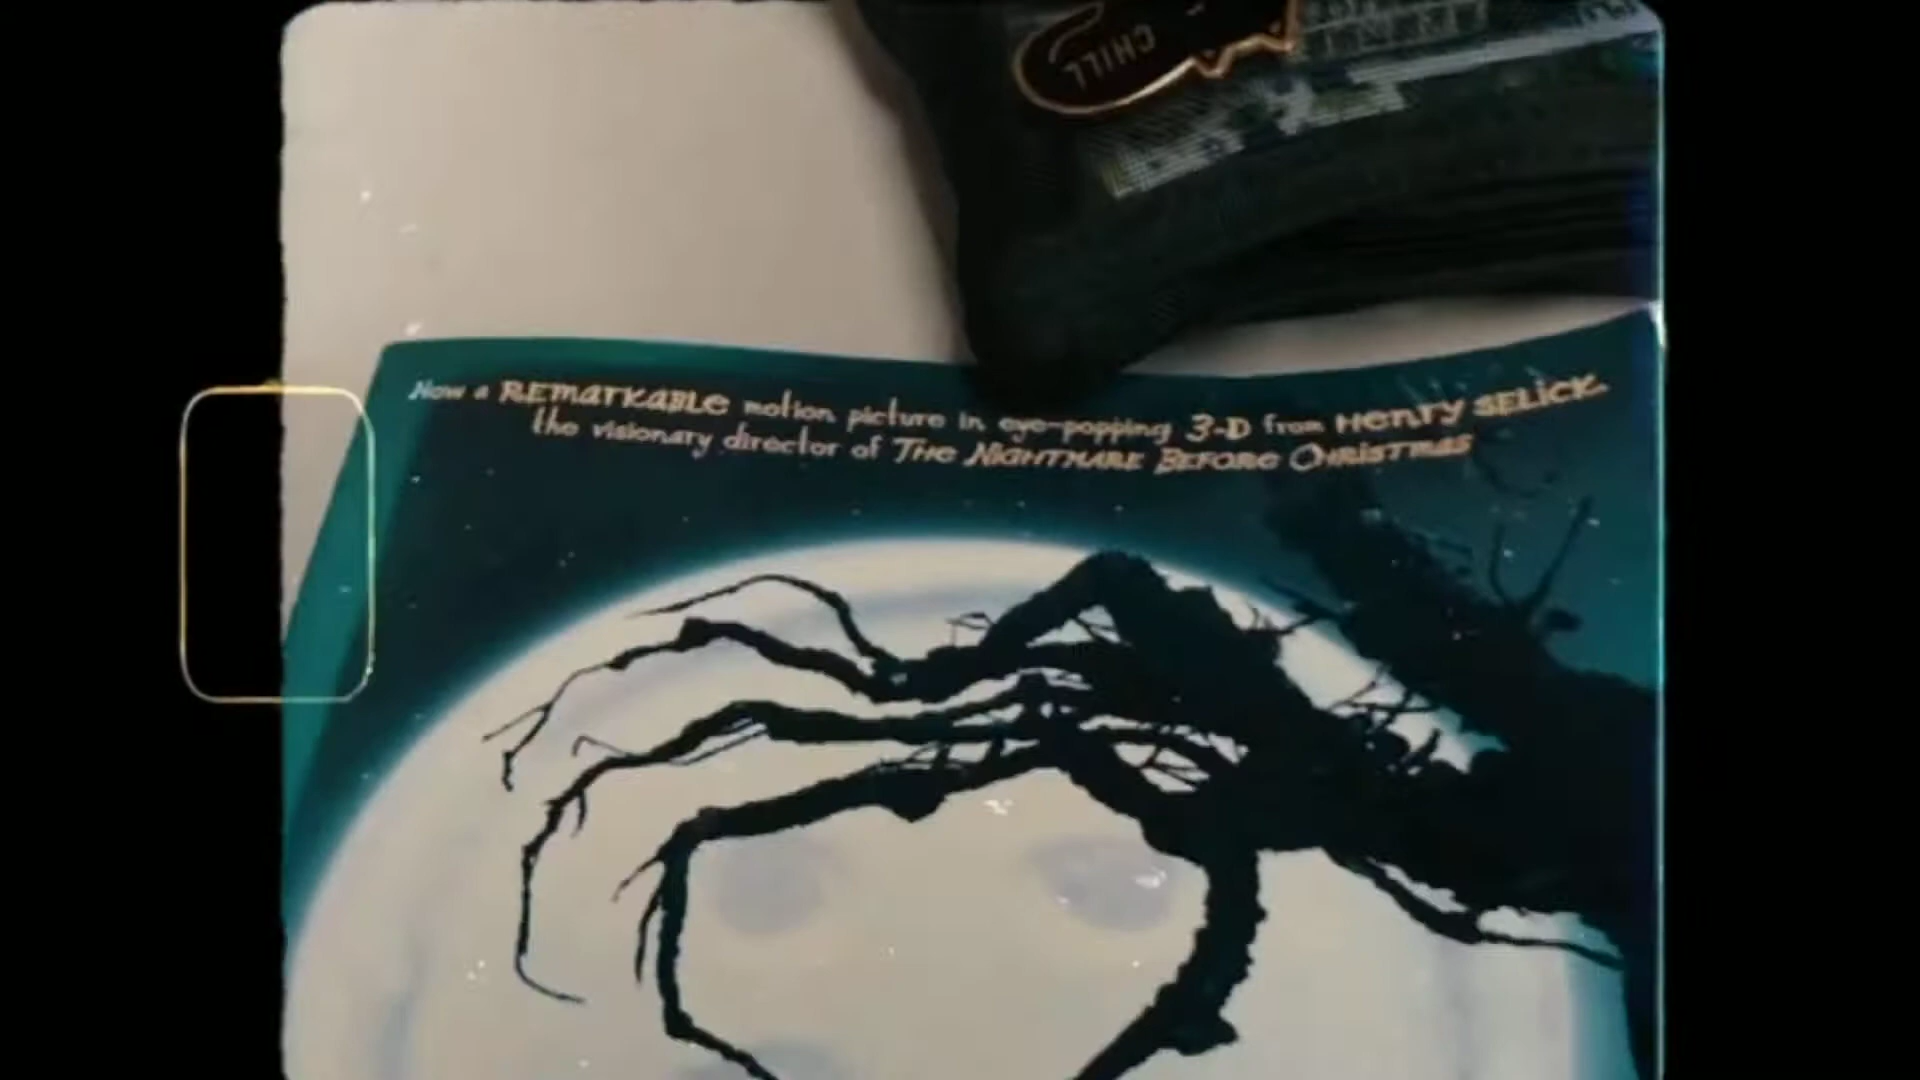 CHILL
Now a REMARKABLE motion picture in eye-popping 3-D from HENRY SELICK
the visionary director of THE NIGHTMARE BEFORE CHRISTMAS